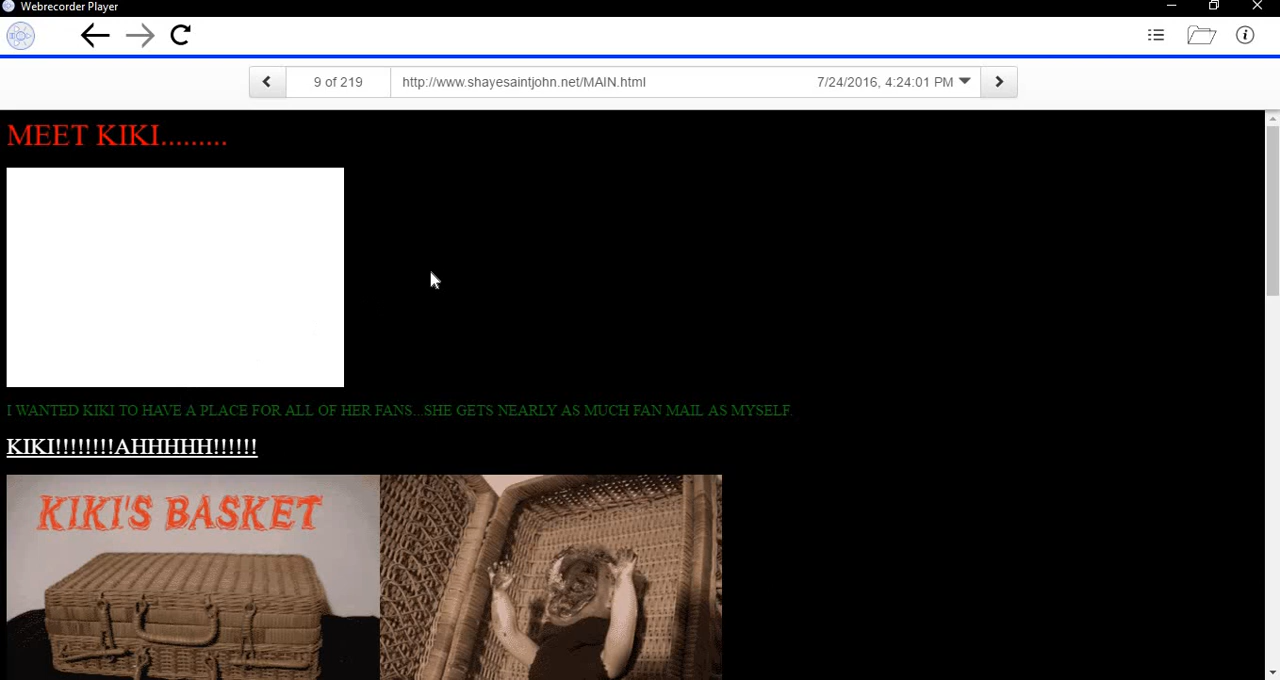 Webrecorder Player
9 of 219
http://www.shayesaintjohn.net/MAIN.html
7/24/2016, 4:24:01 PM
MEET KIKI.........
I WANTED KIKI TO HAVE A PLACE FOR ALL OF HER FANS...SHE GETS NEARLY AS MUCH FAN MAIL AS MYSELF.
KIKI!!!!!!!!AHHHHH!!!!!!
KIKI'S BASKET